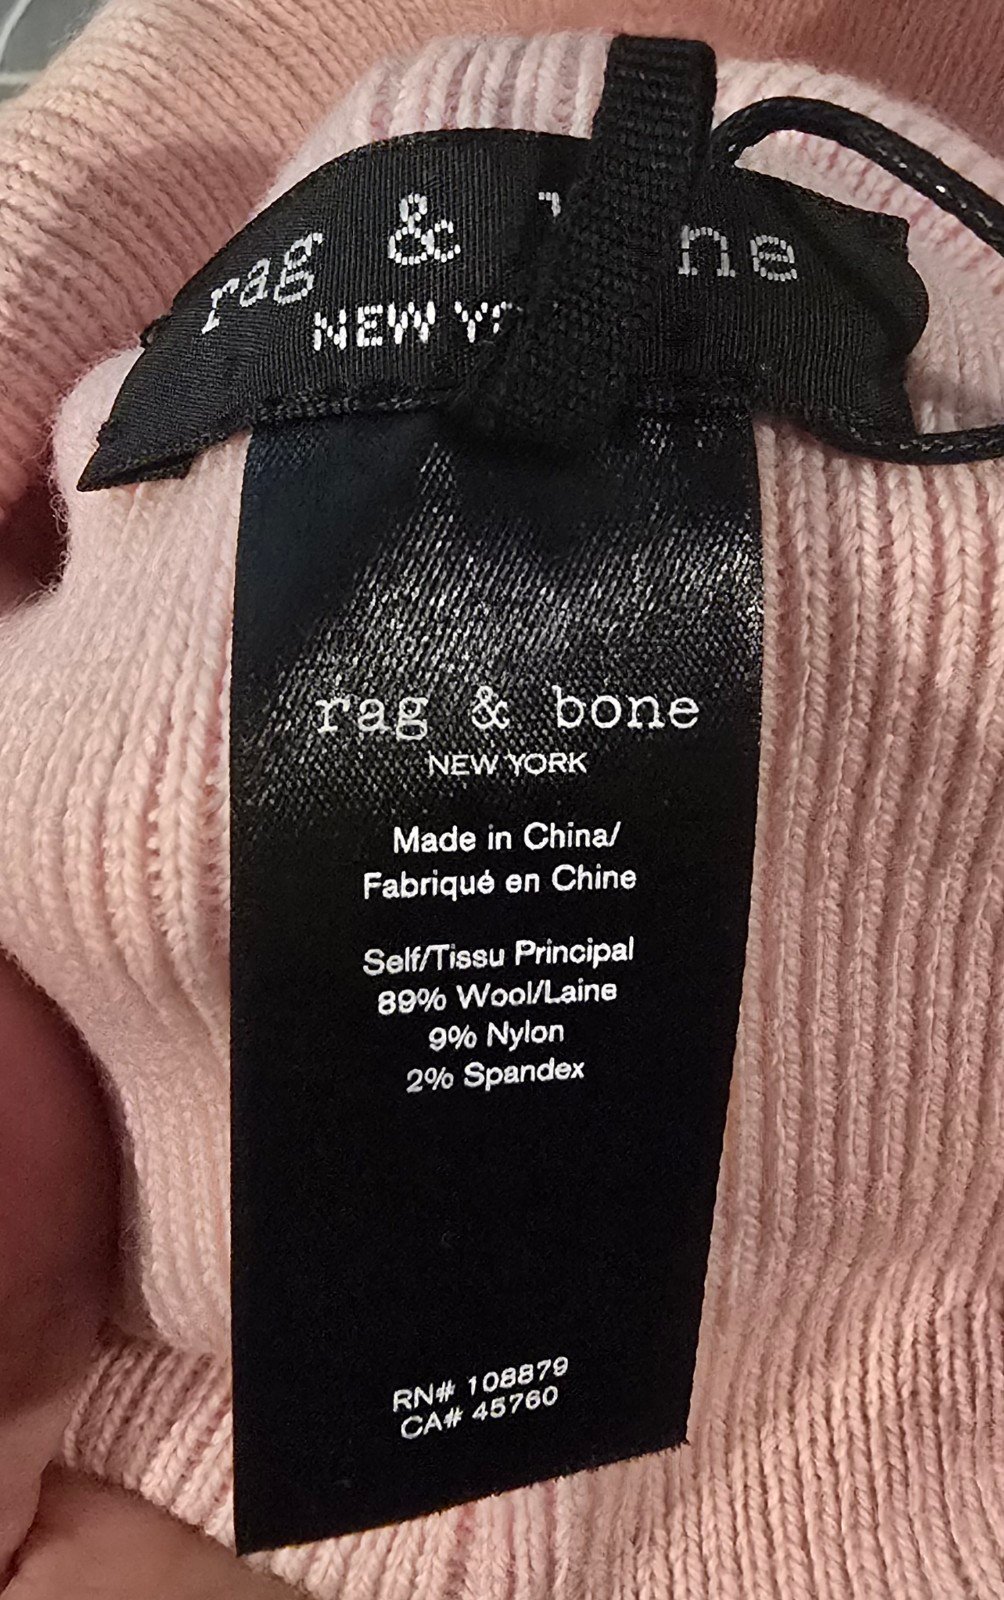 rag & ne
NEW
rag & bone
NEW YORK
Made in China/
Fabriqué en Chine
Self/Tissu Principal
89% Wool/Laine
9% Nylon
2% Spandex
RN# 108879
CA# 45760